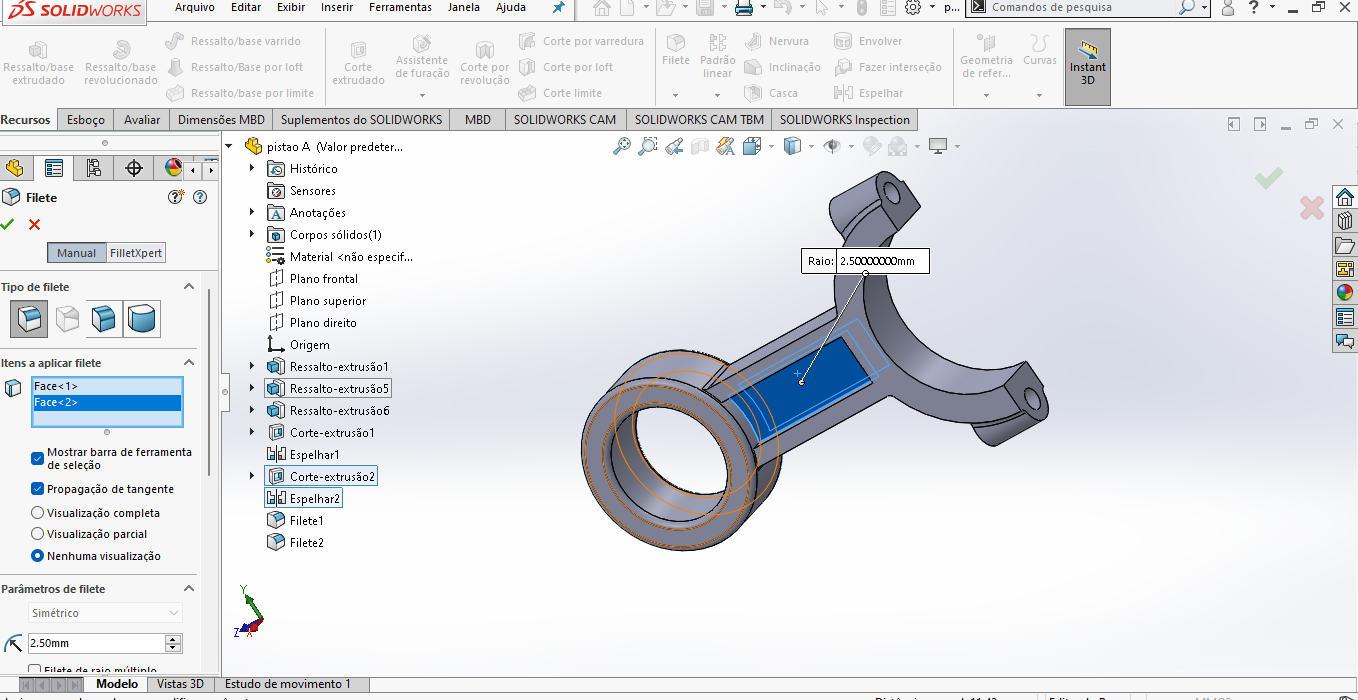 SOLIDWORKS
Arquivo Editar Exibir Inserir Ferramentas Janela Ajuda
p...
Comandos de pesquisa
Ressalto/base extrudado
Ressalto/base revolucionado
Ressalto/base varrido
Ressalto/Base por loft
Ressalto/base por limite
Corte extrudado
Assistente de furação
Corte por revolução
Corte por varredura
Corte por loft
Corte limite
Filete
Padrão linear
Nervura
Inclinação
Casca
Envolver
Fazer interseção
Espelhar
Geometria de refer...
Curvas
Instant 3D
Recursos Esboço Avaliar Dimensões MBD Suplementos do SOLIDWORKS MBD SOLIDWORKS CAM SOLIDWORKS CAM TBM SOLIDWORKS Inspection
Filete
Manual FilletXpert
Tipo de filete
Itens a aplicar filete
Face<1>
Face<2>
Mostrar barra de ferramenta
de seleção
Propagação de tangente
Visualização completa
Visualização parcial
Nenhuma visualização
Parâmetros de filete
Simétrico
2.50mm
Filete de raio múltiplo
pistao A (Valor predeter...
Histórico
Sensores
Anotações
Corpos sólidos(1)
Material <não especif...
Plano frontal
Plano superior
Plano direito
Origem
Ressalto-extrusão1
Ressalto-extrusão5
Ressalto-extrusão6
Corte-extrusão1
Espelhar1
Corte-extrusão2
Espelhar2
Filete1
Filete2
Raio: 2.50000000mm
Y
Z X
Modelo Vistas 3D Estudo de movimento 1